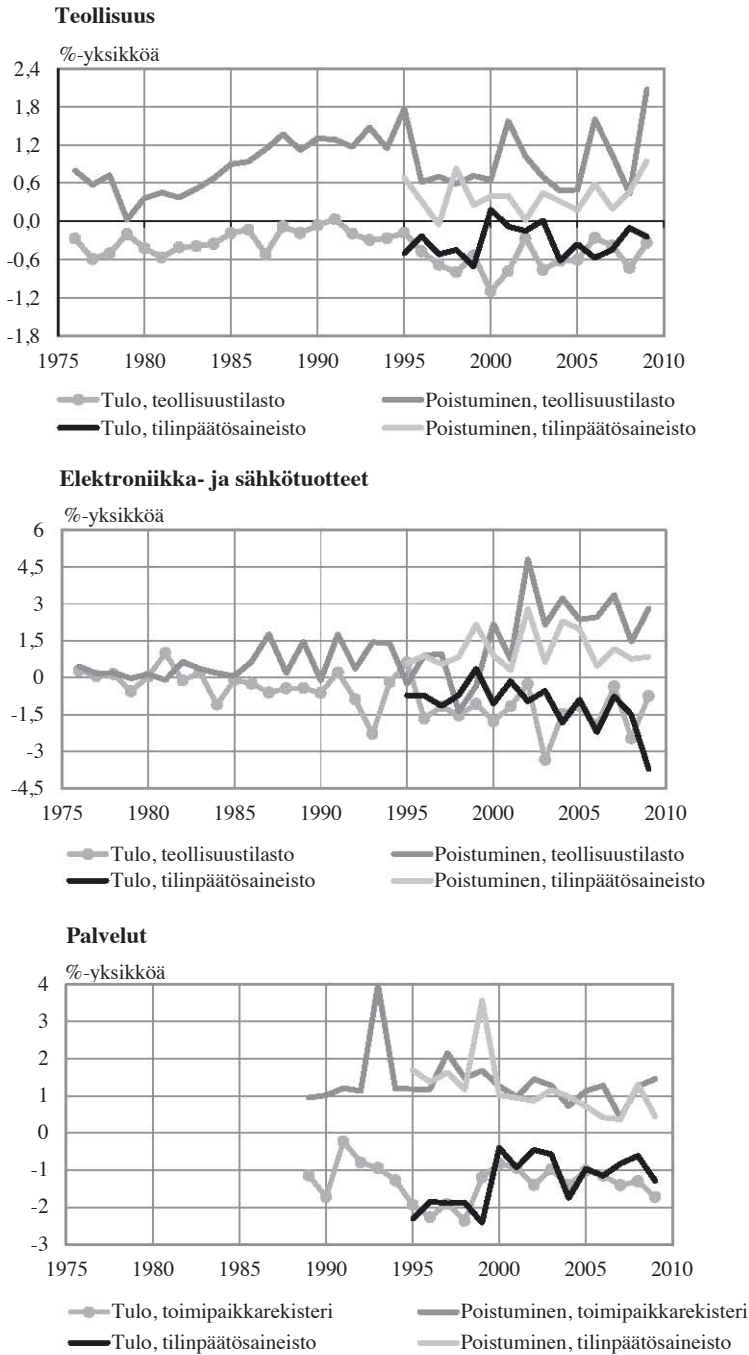 Teollisuus
%-yksikköä
2,4
1,8
1,2
0,6
0,0
-0,6
-1,2
-1,8
1975 1980 1985 1990 1995 2000 2005 2010
Tulo, teollisuustilasto Poistuminen, teollisuustilasto
Tulo, tilinpäätösaineisto Poistuminen, tilinpäätösaineisto
Elektroniikka- ja sähkötuotteet
%-yksikköä
6
4,5
3
1,5
0
-1,5
-3
-4,5
1975 1980 1985 1990 1995 2000 2005 2010
Tulo, teollisuustilasto Poistuminen, teollisuustilasto
Tulo, tilinpäätösaineisto Poistuminen, tilinpäätösaineisto
Palvelut
%-yksikköä
4
3
2
1
0
-1
-2
-3
1975 1980 1985 1990 1995 2000 2005 2010
Tulo, toimipaikkarekisteri Poistuminen, toimipaikkarekisteri
Tulo, tilinpäätösaineisto Poistuminen, tilinpäätösaineisto